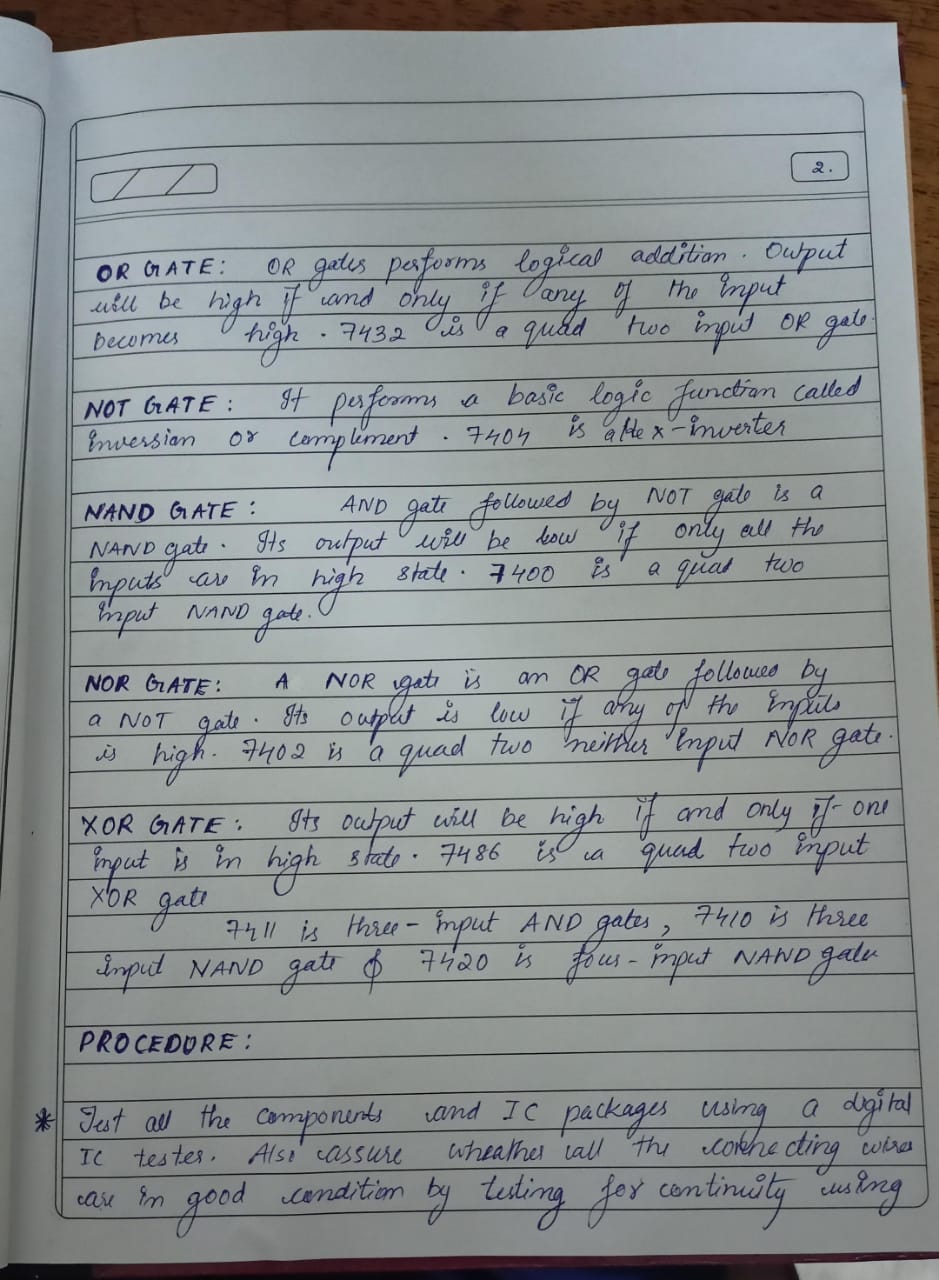 2.
OR GATE: OR gates performs logical addition. Output
will be high if and only if any of the input
becomes high. 7432 is a quad two input OR gate.
NOT GATE: It performs a basic logic function called
inverssian or complement. 7404 is a Hex-inverter
NAND GATE: AND gate followed by NOT gate is a
NAND gate. Its output will be low if only all the
inputs are in high state. 7400 is a quad two
input NAND gate.
NOR GATE: A NOR gate is an OR gate followed by
a NOT gate. Its output is low if any of the inputs
is high. 7402 is a quad two neither input NOR gate.
XOR GATE: Its output will be high if and only if one
input is in high state. 7486 is a quad two input
XOR gate
7411 is three-input AND gates, 7410 is three
input NAND gate & 7420 is four-input NAND gate
PROCEDURE:
* Test all the components and IC packages using a digital
IC tester. Also assure wheather all the connecting wires
are in good condition by testing for continuity using